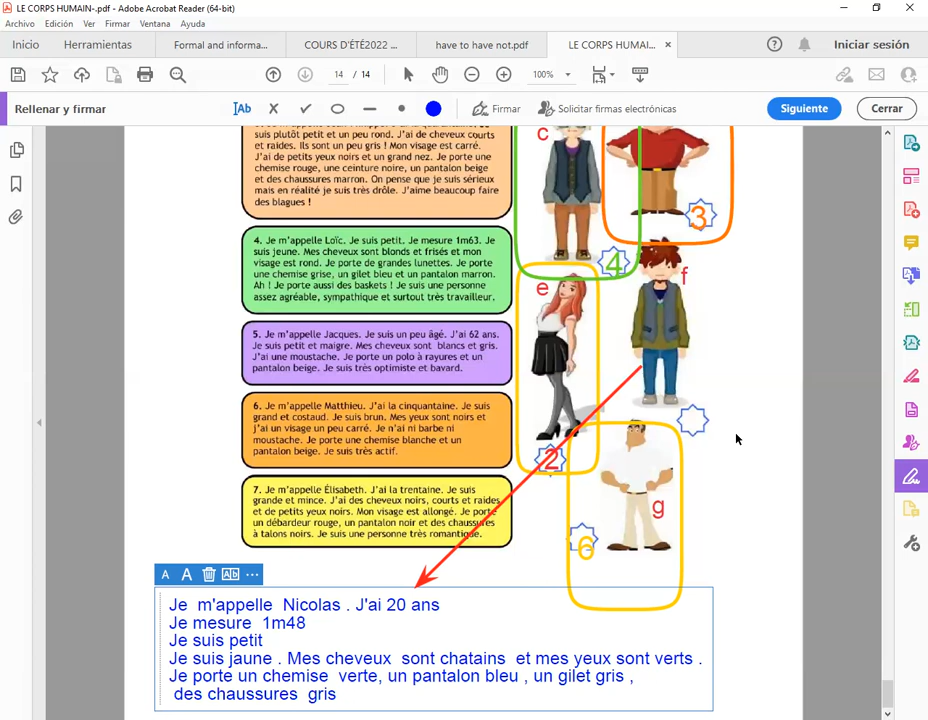 LE CORPS HUMAIN-.pdf - Adobe Acrobat Reader (64-bit)
Archivo Edición Ver Firmar Ventana Ayuda
Inicio Herramientas Formal and informa... COURS D'ÉTÉ2022 ... have to have not.pdf LE CORPS HUMAI... × Iniciar sesión
14 / 14 100%
Rellenar y firmar Ab Firmar Solicitar firmas electrónicas Siguiente Cerrar
suis plutôt petit et un peu rond. J'ai de cheveux courts
et raides. Ils sont un peu gris ! Mon visage est carré.
J'ai de petits yeux noirs et un grand nez. Je porte une
chemise rouge, une ceinture noire, un pantalon beige
et des chaussures marron. On pense que je suis sérieux
mais en réalité je suis très drôle. J'aime beaucoup faire
des blagues !
c
3
4. Je m'appelle Loïc. Je suis petit. Je mesure 1m63. Je
suis jeune. Mes cheveux sont blonds et frisés et mon
visage est rond. Je porte de grandes lunettes. Je porte
une chemise grise, un gilet bleu et un pantalon marron.
Ah ! Je porte aussi des baskets ! Je suis une personne
assez agréable, sympathique et surtout très travailleur.
4
f
e
5. Je m'appelle Jacques. Je suis un peu âgé. J'ai 62 ans.
Je suis petit et maigre. Mes cheveux sont blancs et gris.
J'ai une moustache. Je porte un polo à rayures et un
pantalon beige. Je suis très optimiste et bavard.
6. Je m'appelle Matthieu. J'ai la cinquantaine. Je suis
grand et costaud. Je suis brun. Mes yeux sont noirs et
j'ai un visage un peu carré. Je n'ai ni barbe ni
moustache. Je porte une chemise blanche et un
pantalon beige. Je suis très actif.
2
7. Je m'appelle Élisabeth. J'ai la trentaine. Je suis
grande et mince. J'ai des cheveux noirs, courts et raides
et de petits yeux noirs. Mon visage est allongé. Je porte
un débardeur rouge, un pantalon noir et des chaussures
à talons noirs. Je suis une personne très romantique.
g
6
A A Ab ...
Je m'appelle Nicolas . J'ai 20 ans
Je mesure 1m48
Je suis petit
Je suis jaune . Mes cheveux sont chatains et mes yeux sont verts .
Je porte un chemise verte, un pantalon bleu , un gilet gris ,
des chaussures gris